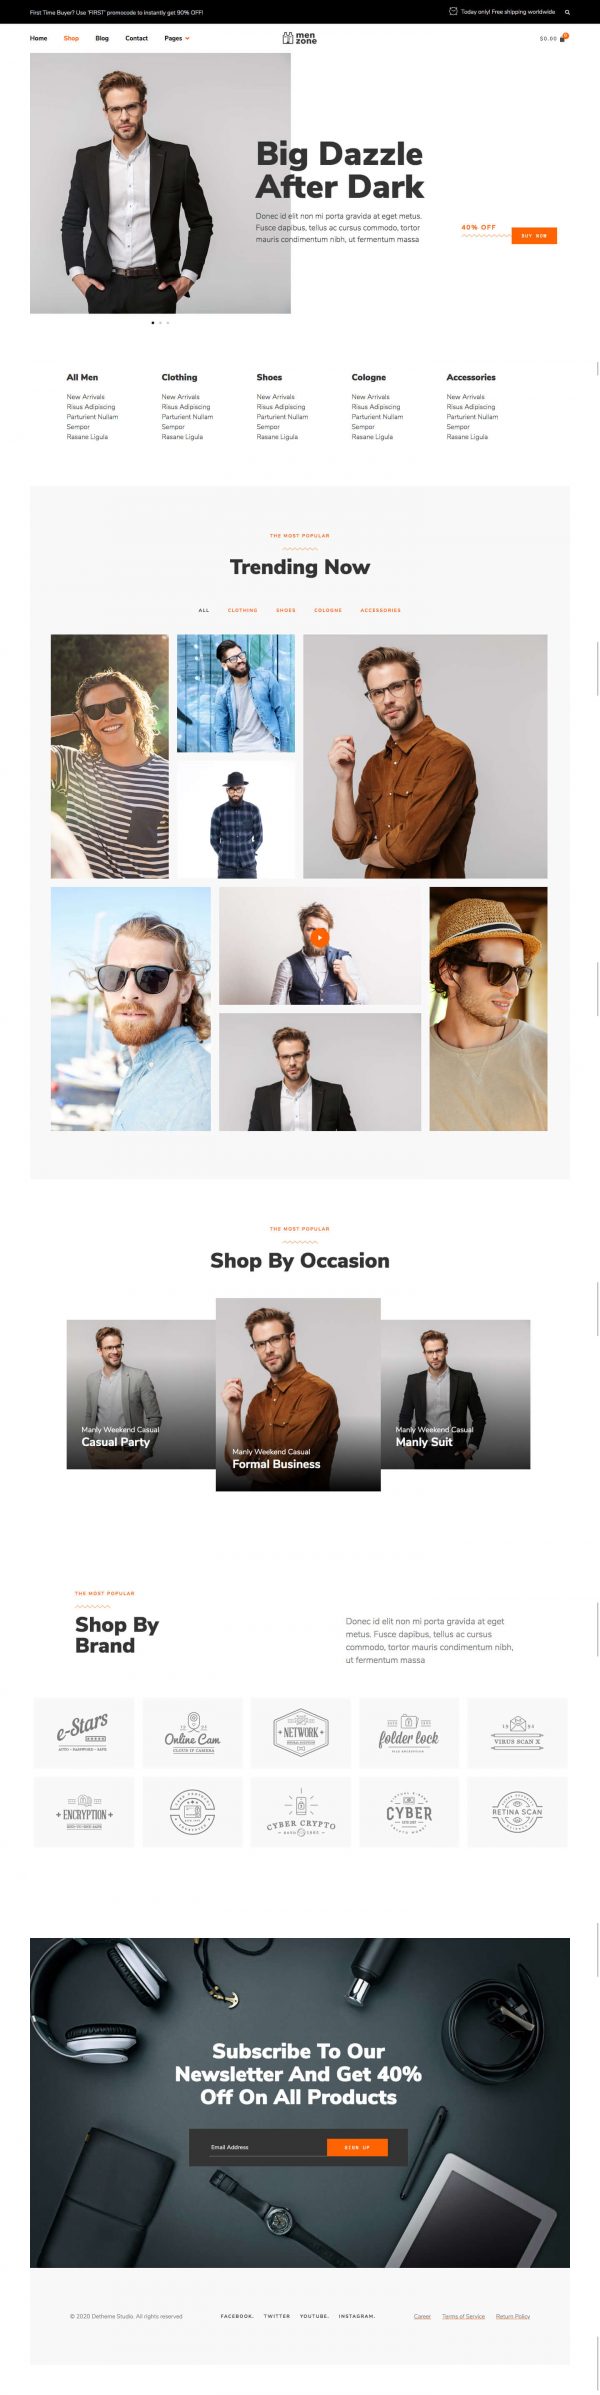 First Time Buyer? Use 'FIRST' promocode to instantly get 90% OFF!
Today only! Free shipping worldwide
Home Shop Blog Contact Pages
men
zone
$0.00 0
Big Dazzle
After Dark
Donec id elit non mi porta gravida at eget metus.
Fusce dapibus, tellus ac cursus commodo, tortor
mauris condimentum nibh, ut fermentum massa
40% OFF
BUY NOW
All Men
New Arrivals
Risus Adipiscing
Parturient Nullam
Sempor
Rasane Ligula
Clothing
New Arrivals
Risus Adipiscing
Parturient Nullam
Sempor
Rasane Ligula
Shoes
New Arrivals
Risus Adipiscing
Parturient Nullam
Sempor
Rasane Ligula
Cologne
New Arrivals
Risus Adipiscing
Parturient Nullam
Sempor
Rasane Ligula
Accessories
New Arrivals
Risus Adipiscing
Parturient Nullam
Sempor
Rasane Ligula
THE MOST POPULAR
Trending Now
ALL CLOTHING SHOES COLOGNE ACCESSORIES
THE MOST POPULAR
Shop By Occasion
Manly Weekend Casual
Casual Party
Manly Weekend Casual
Formal Business
Manly Weekend Casual
Manly Suit
THE MOST POPULAR
Shop By
Brand
Donec id elit non mi porta gravida at eget
metus. Fusce dapibus, tellus ac cursus
commodo, tortor mauris condimentum nibh,
ut fermentum massa
e-Stars
Online Cam
CLOUD IP CAMERA
NETWORK
folder lock
FILE ENCRYPTION
1994
VIRUS SCAN X
ENCRYPTION
END-TO-END SAFE
CYBER CRYPTO
CYBER
RETINA SCAN
Subscribe To Our
Newsletter And Get 40%
Off On All Products
Email Address
SIGN UP
© 2020 Detheme Studio. All rights reserved
FACEBOOK. TWITTER YOUTUBE. INSTAGRAM.
Career Terms of Service Return Policy